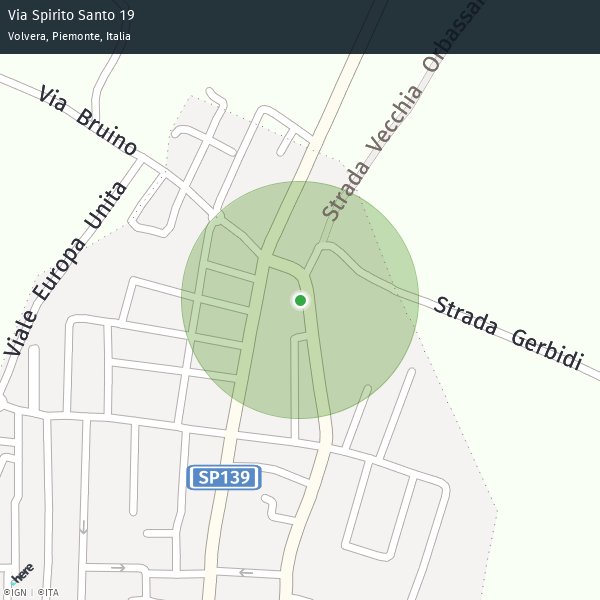 Via Spirito Santo 19
Volvera, Piemonte, Italia
Via Bruino
Strada Vecchia Orbassan
Viale Europa Unita
Strada Gerbidi
SP139
here
©IGN | ©ITA